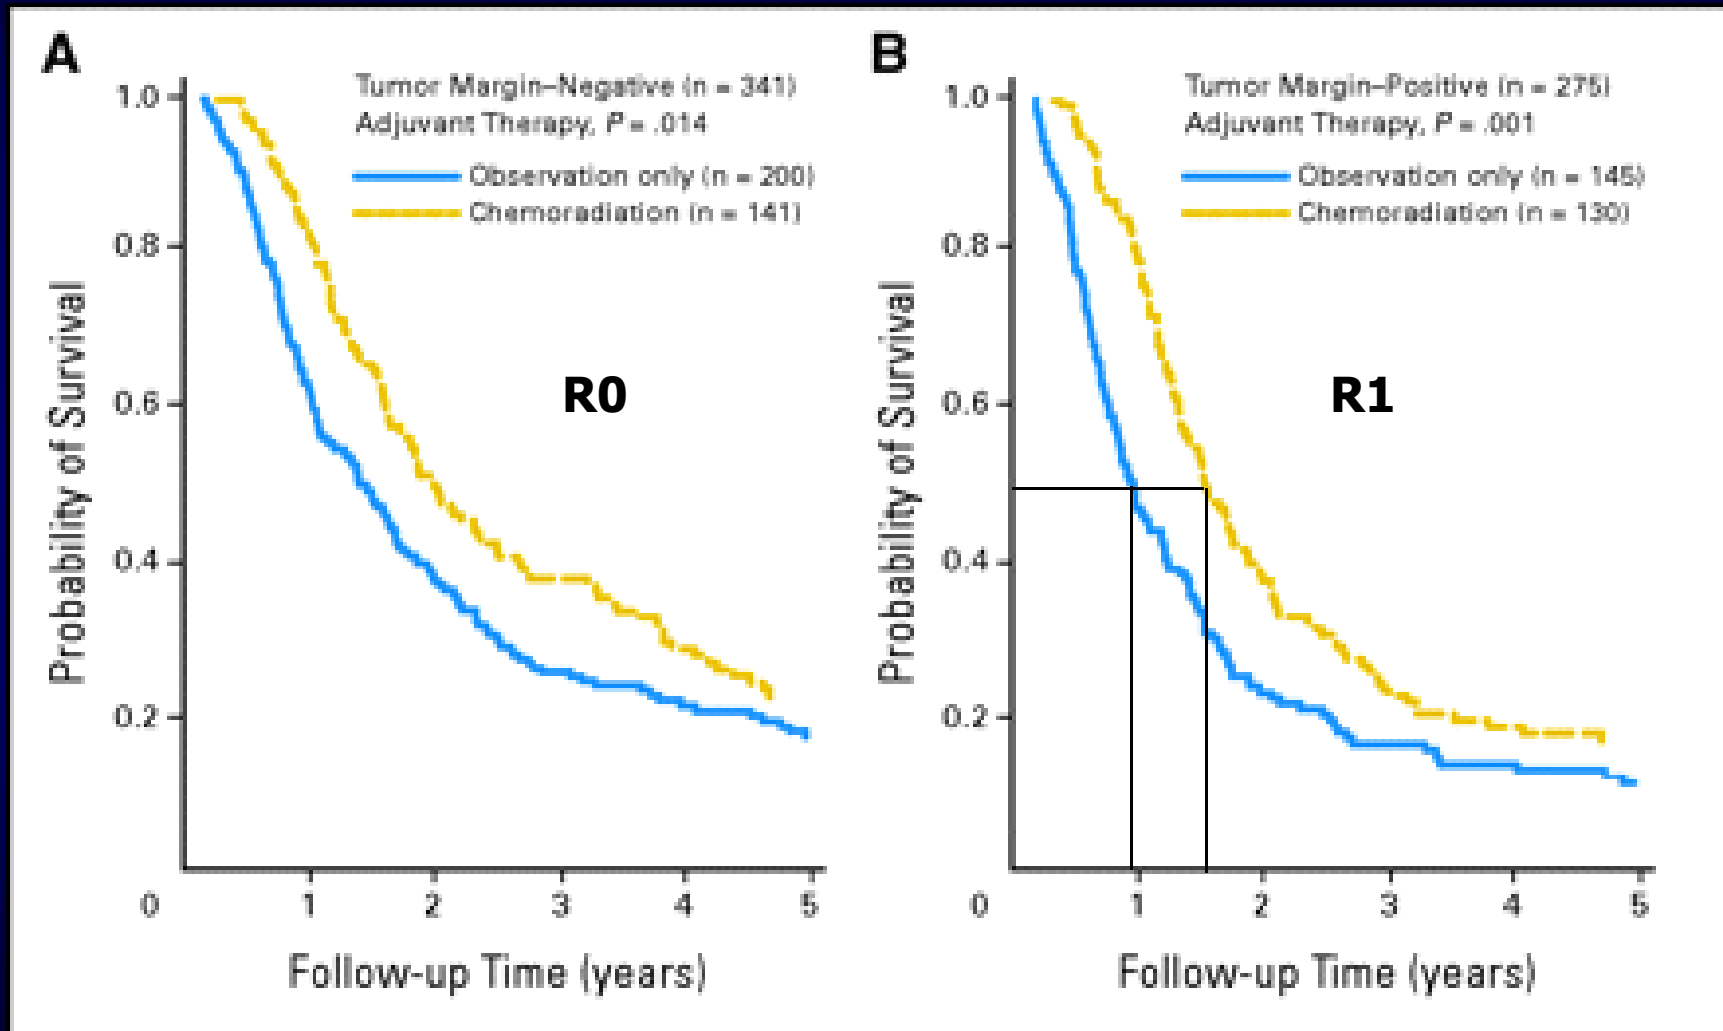 A
Tumor Margin–Negative (n = 341)
Adjuvant Therapy, P = .014
Observation only (n = 200)
Chemoradiation (n = 141)
Probability of Survival
1.0
0.8
0.6
0.4
0.2
0
R0
1 2 3 4 5
Follow-up Time (years)
B
Tumor Margin–Positive (n = 275)
Adjuvant Therapy, P = .001
Observation only (n = 145)
Chemoradiation (n = 130)
Probability of Survival
1.0
0.8
0.6
0.4
0.2
0
R1
1 2 3 4 5
Follow-up Time (years)